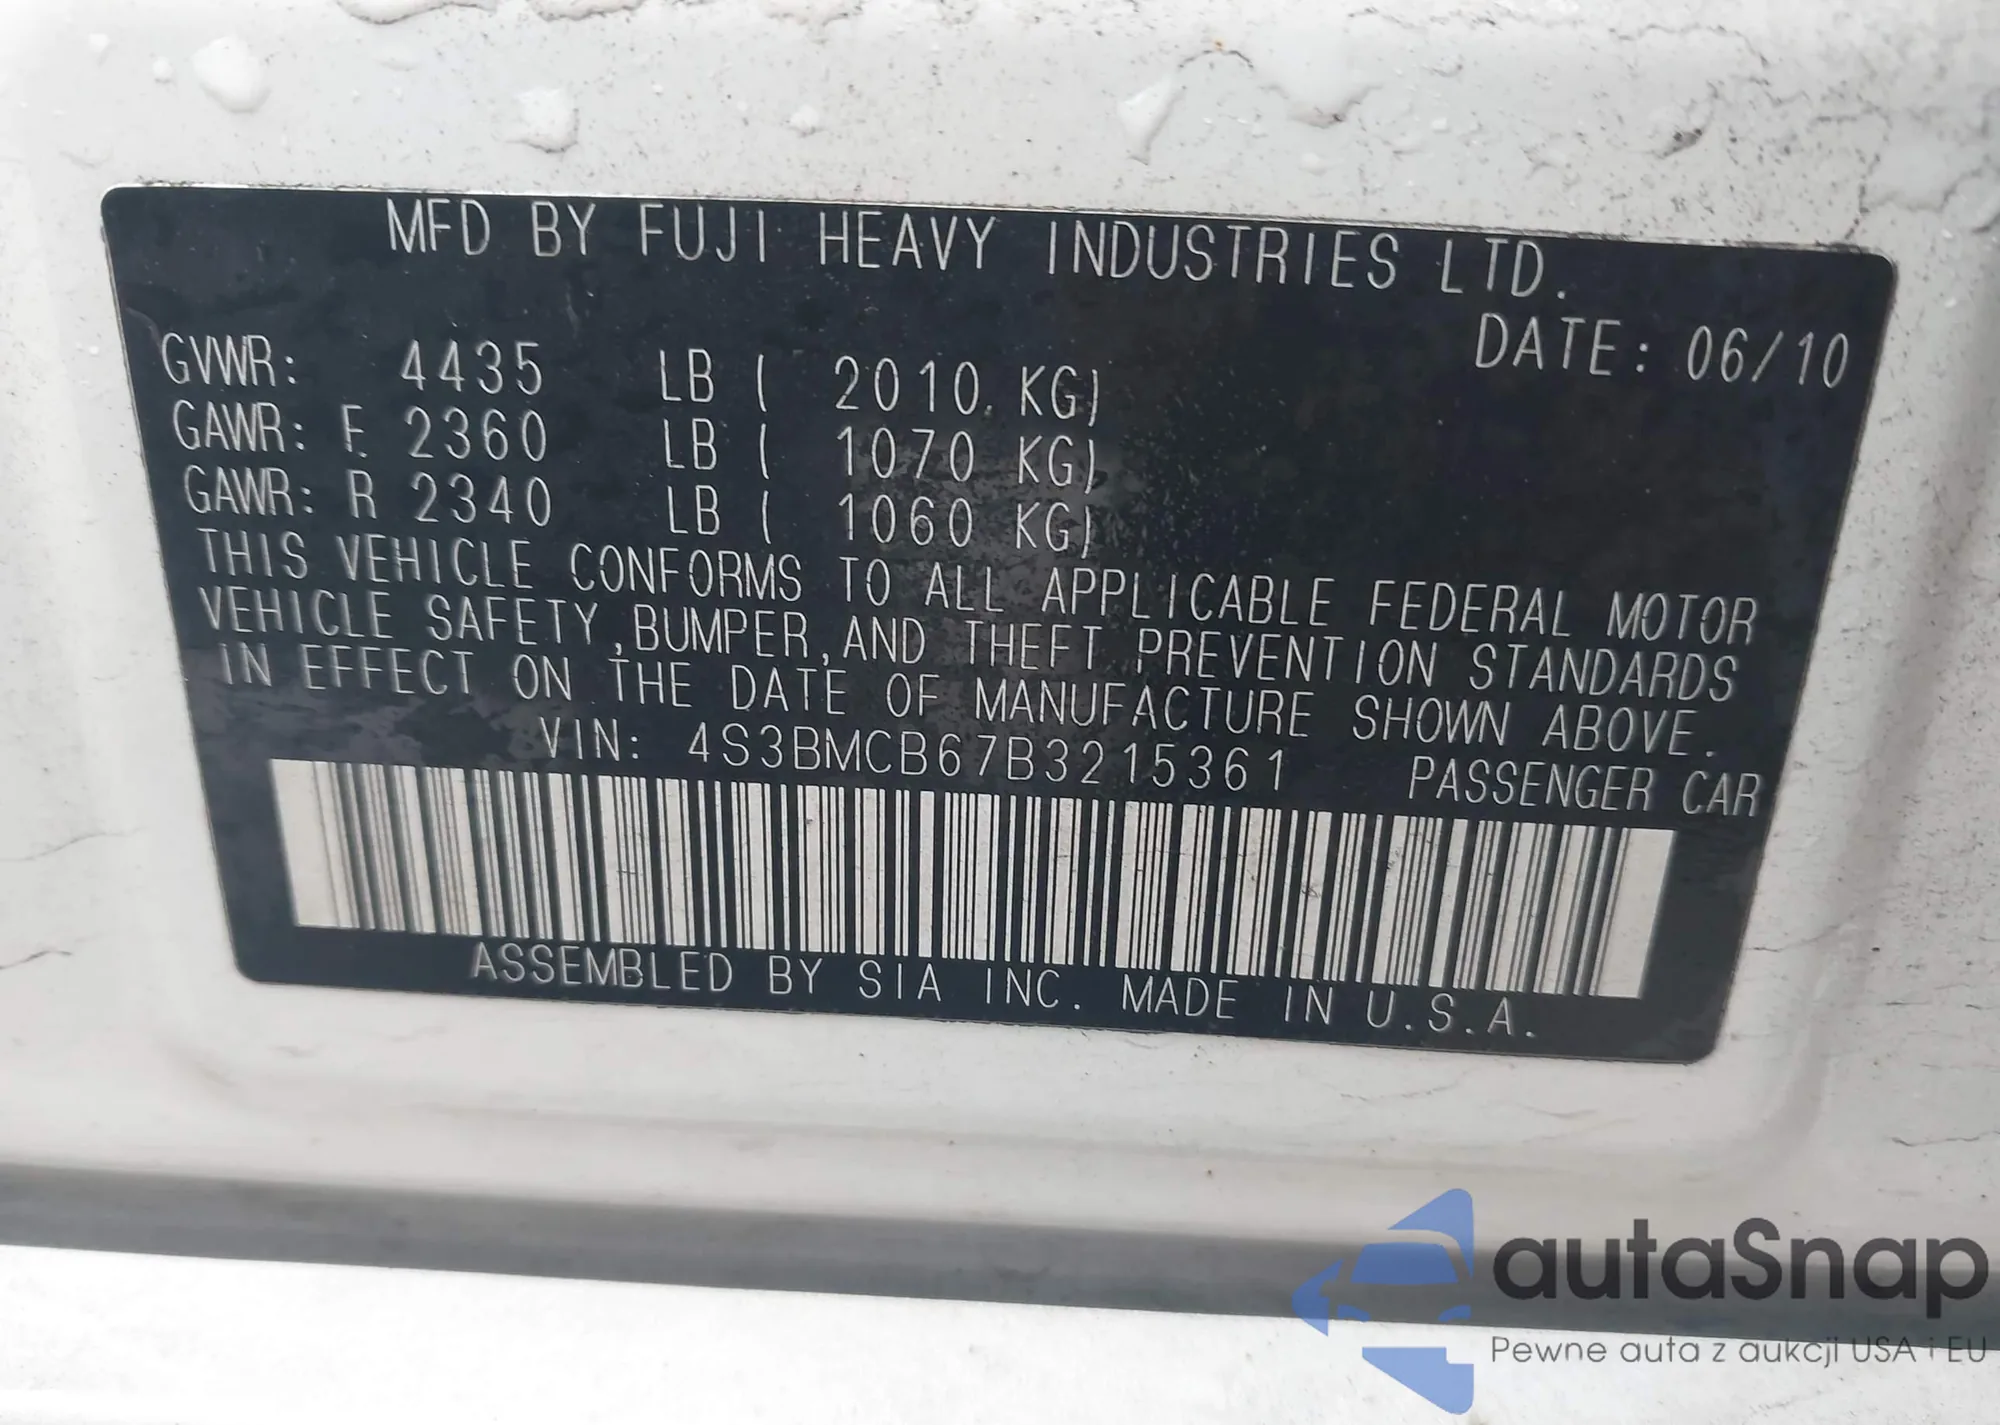 MFD BY FUJI HEAVY INDUSTRIES LTD.
DATE: 06/10
GVWR: 4435 LB ( 2010. KG)
GAWR: F. 2360 LB ( 1070 KG)
GAWR: R 2340 LB ( 1060 KG)
THIS VEHICLE CONFORMS TO ALL APPLICABLE FEDERAL MOTOR
VEHICLE SAFETY,BUMPER,AND THEFT PREVENTION STANDARDS
IN EFFECT ON THE DATE OF MANUFACTURE SHOWN ABOVE.
VIN: 4S3BMCB67B3215361 PASSENGER CAR
ASSEMBLED BY SIA INC. MADE IN U.S.A.
autaSnap
Pewne auta z aukcji USA i EU